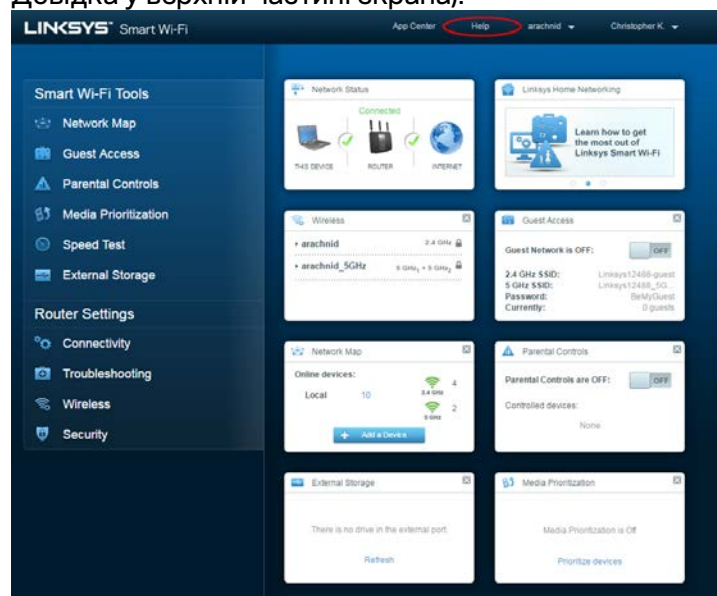 Довідка у верхній частині екрана).
LINKSYS Smart Wi-Fi
App Center Help arachnid Christopher K.
Smart Wi-Fi Tools
Network Map
Guest Access
Parental Controls
Media Prioritization
Speed Test
External Storage
Router Settings
Connectivity
Troubleshooting
Wireless
Security
Network Status
Connected
THIS DEVICE ROUTER INTERNET
Linksys Home Networking
Learn how to get
the most out of
Linksys Smart Wi-Fi
Wireless
arachnid 2.4 GHz
arachnid_5GHz 5 GHz1 + 5 GHz2
Guest Access
Guest Network is OFF: OFF
2.4 GHz SSID: Linksys12468-guest
5 GHz SSID: Linksys12468_5G...
Password: BeMyGuest
Currently: 0 guests
Network Map
Online devices:
Local 10
4
2.4 GHz
2
5 GHz
+ Add a Device
Parental Controls
Parental Controls are OFF: OFF
Controlled devices:
None
External Storage
There is no drive in the external port.
Refresh
Media Prioritization
Media Prioritization is Off
Prioritize devices